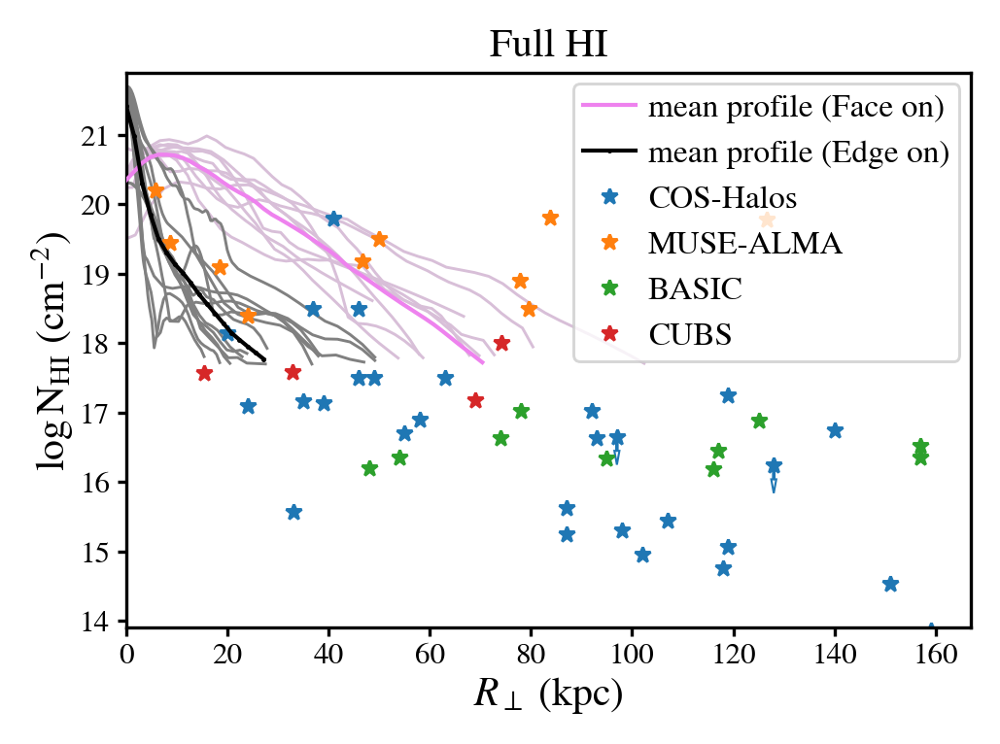 Full HI
mean profile (Face on)
mean profile (Edge on)
COS-Halos
MUSE-ALMA
BASIC
CUBS
log N_HI (cm⁻²)
21
20
19
18
17
16
15
14
0 20 40 60 80 100 120 140 160
R⊥ (kpc)